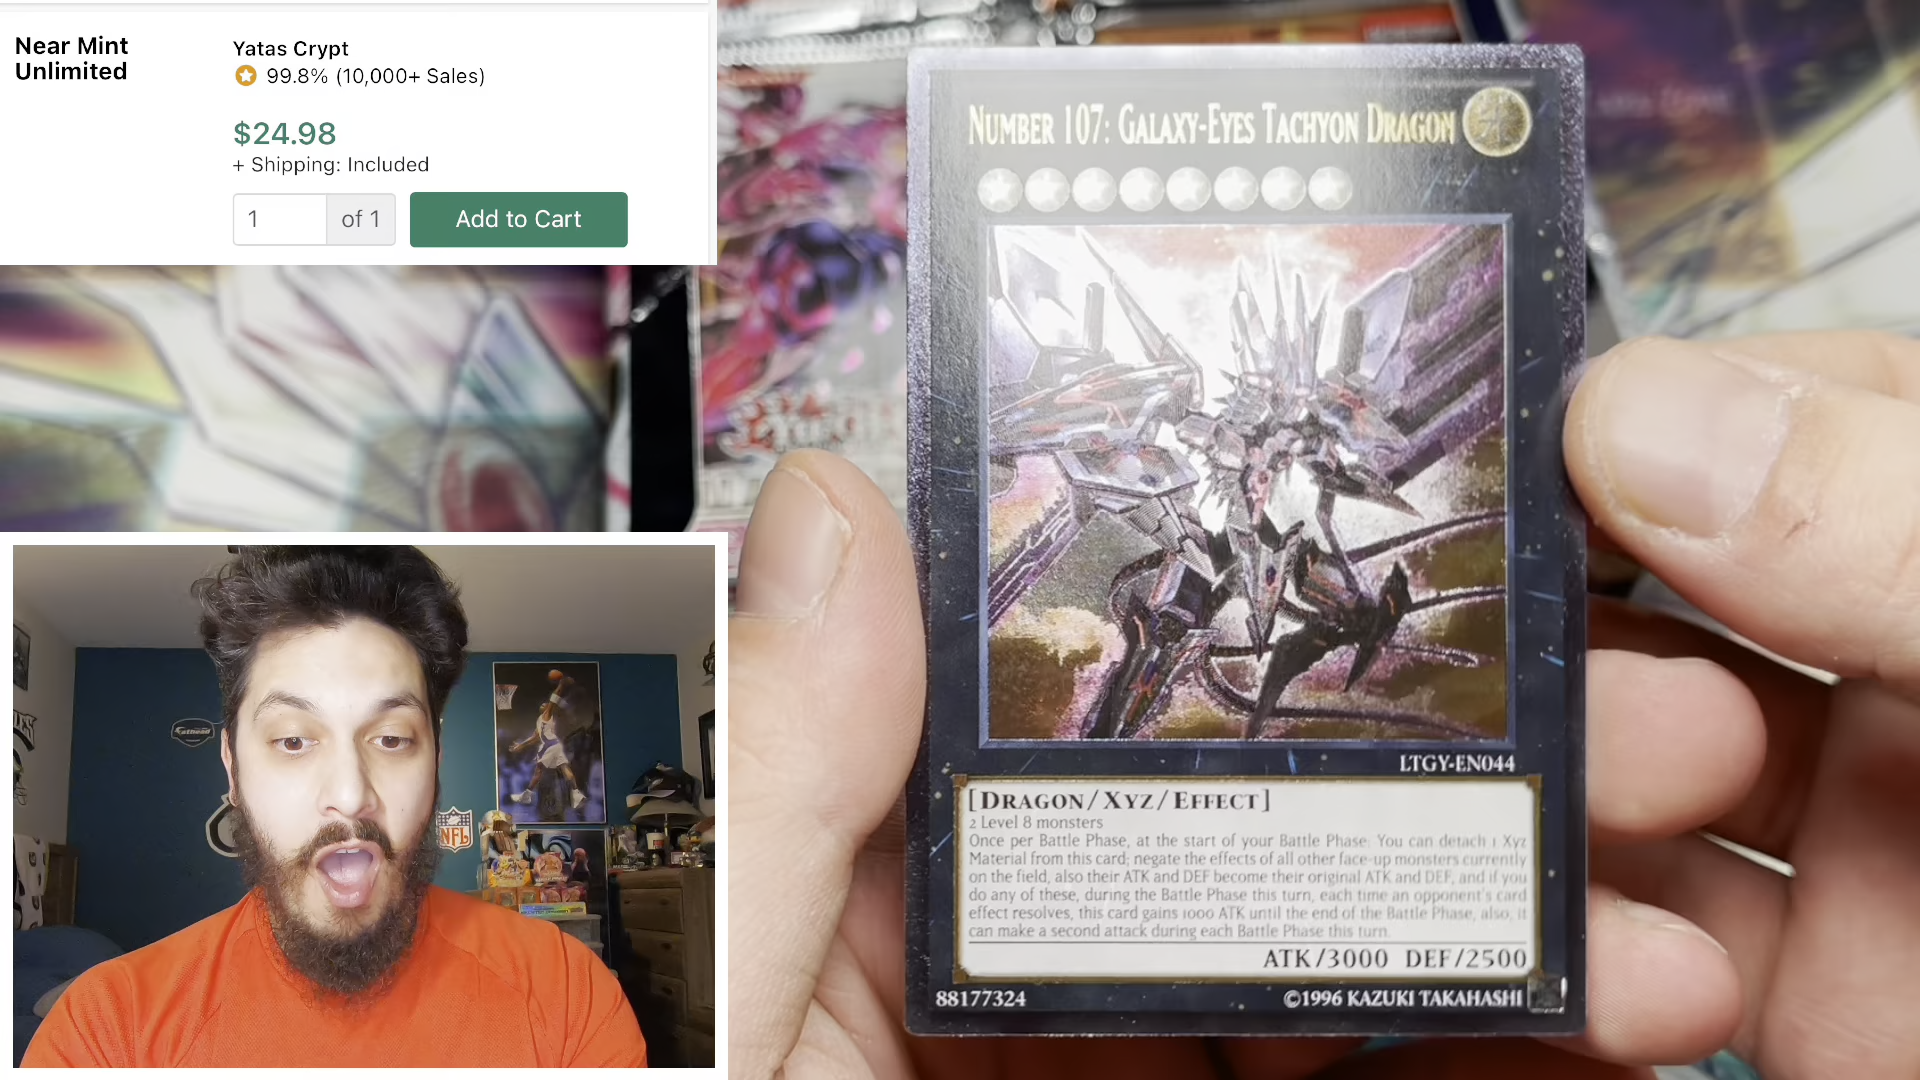 Near Mint
Unlimited
Yatas Crypt
99.8% (10,000+ Sales)
$24.98
+ Shipping: Included
1
of 1
Add to Cart
NUMBER 107: GALAXY-EYES TACHYON DRAGON
LTGY-EN044
[DRAGON/XYZ/EFFECT]
2 Level 8 monsters
Once per Battle Phase, at the start of your Battle Phase: You can detach 1 Xyz
Material from this card; negate the effects of all other face-up monsters currently
on the field, also their ATK and DEF become their original ATK and DEF, and if you
do any of these, during the Battle Phase this turn, each time an opponent's card
effect resolves, this card gains 1000 ATK until the end of the Battle Phase, also, it
can make a second attack during each Battle Phase this turn.
ATK/3000 DEF/2500
88177324
©1996 KAZUKI TAKAHASHI
Fathead
NFL